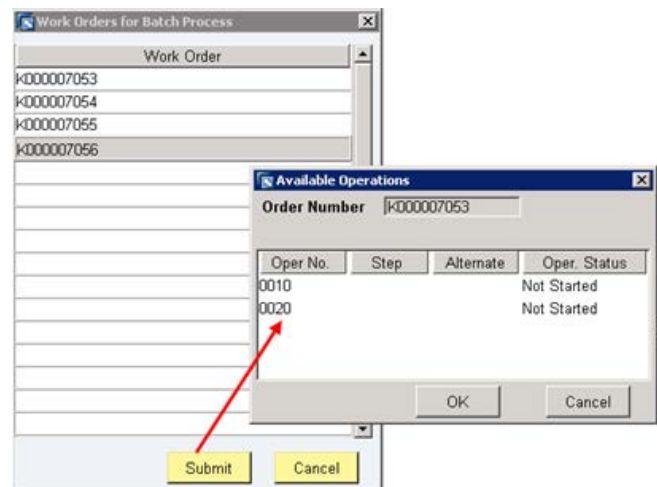 Work Orders for Batch Process
Work Order
K000007053
K000007054
K000007055
K000007056
Submit Cancel
Available Operations
Order Number K000007053
Oper No. Step Alternate Oper. Status
0010 Not Started
0020 Not Started
OK Cancel